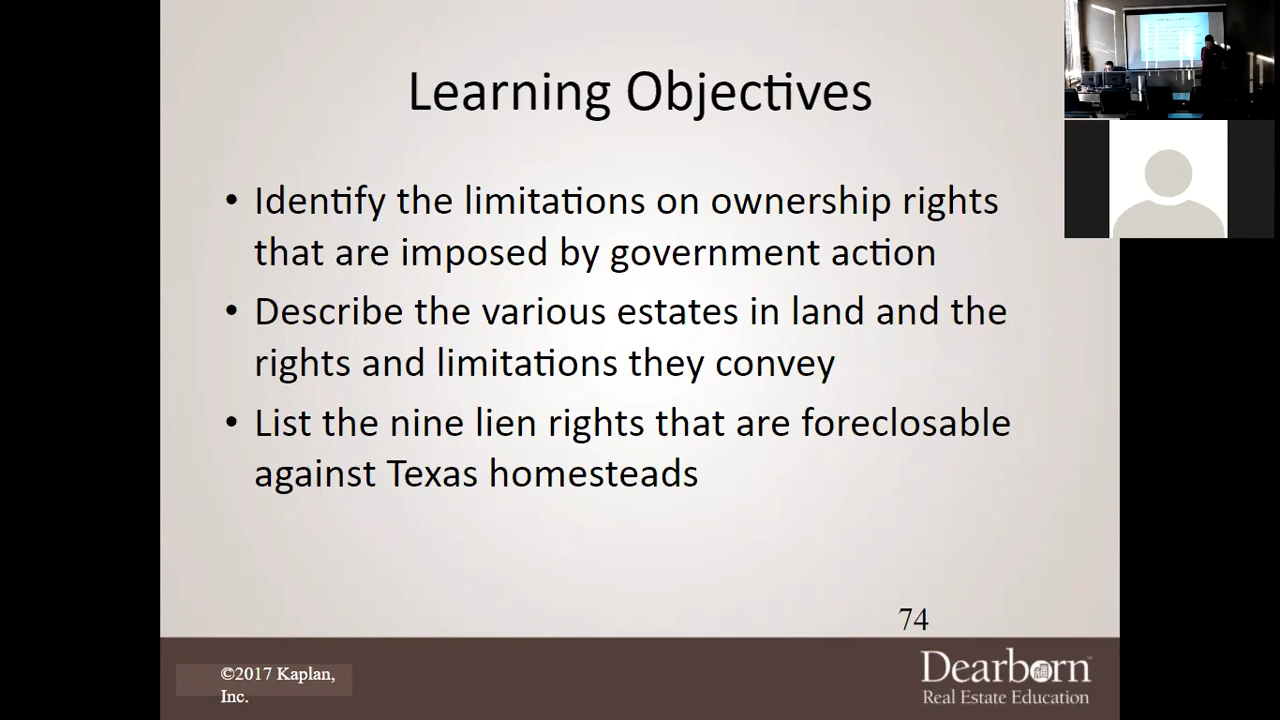 Learning Objectives
• Identify the limitations on ownership rights
that are imposed by government action
• Describe the various estates in land and the
rights and limitations they convey
• List the nine lien rights that are foreclosable
against Texas homesteads
74
©2017 Kaplan,
Inc.
Dearborn™
Real Estate Education